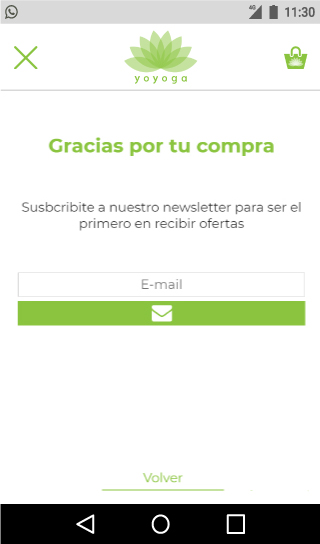 4G 11:30
yoyoga
Gracias por tu compra
Susbcribite a nuestro newsletter para ser el
primero en recibir ofertas
E-mail
Volver